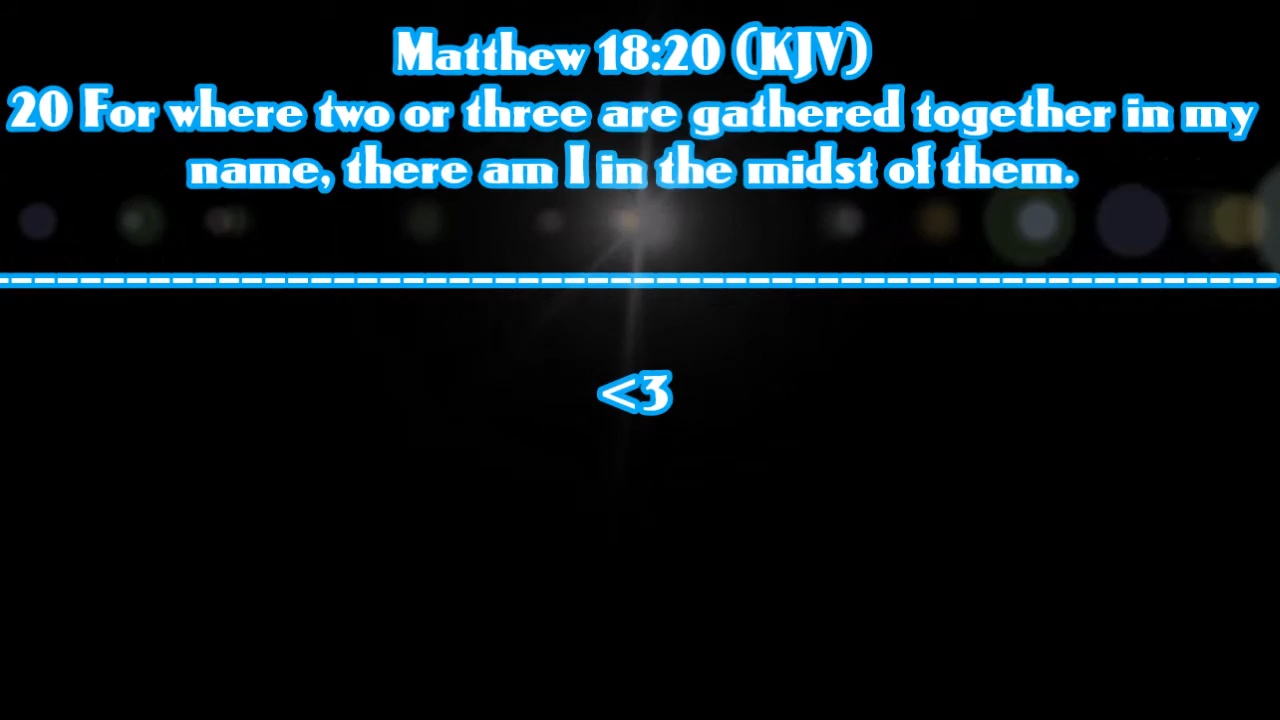 Matthew 18:20 (KJV)
20 For where two or three are gathered together in my
name, there am I in the midst of them.
<3